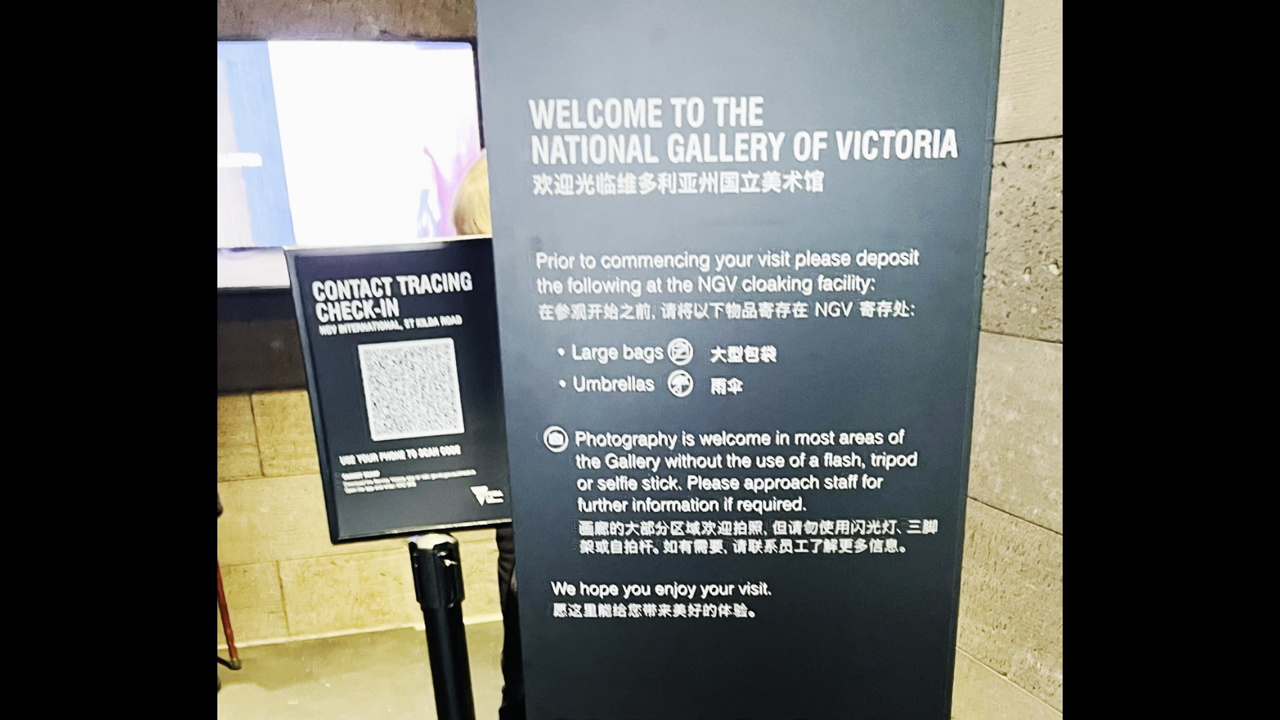 WELCOME TO THE
NATIONAL GALLERY OF VICTORIA
欢迎光临维多利亚州国立美术馆
Prior to commencing your visit please deposit
the following at the NGV cloaking facility:
在参观开始之前, 请将以下物品寄存在 NGV 寄存处:
• Large bags 大型包袋
• Umbrellas 雨伞
Photography is welcome in most areas of
the Gallery without the use of a flash, tripod
or selfie stick. Please approach staff for
further information if required.
画廊的大部分区域欢迎拍照, 但请勿使用闪光灯、三脚
架或自拍杆。如有需要, 请联系员工了解更多信息。
We hope you enjoy your visit.
愿这里能给您带来美好的体验。
CONTACT TRACING
CHECK-IN
NGV INTERNATIONAL, ST KILDA ROAD
USE YOUR PHONE TO SCAN CODE